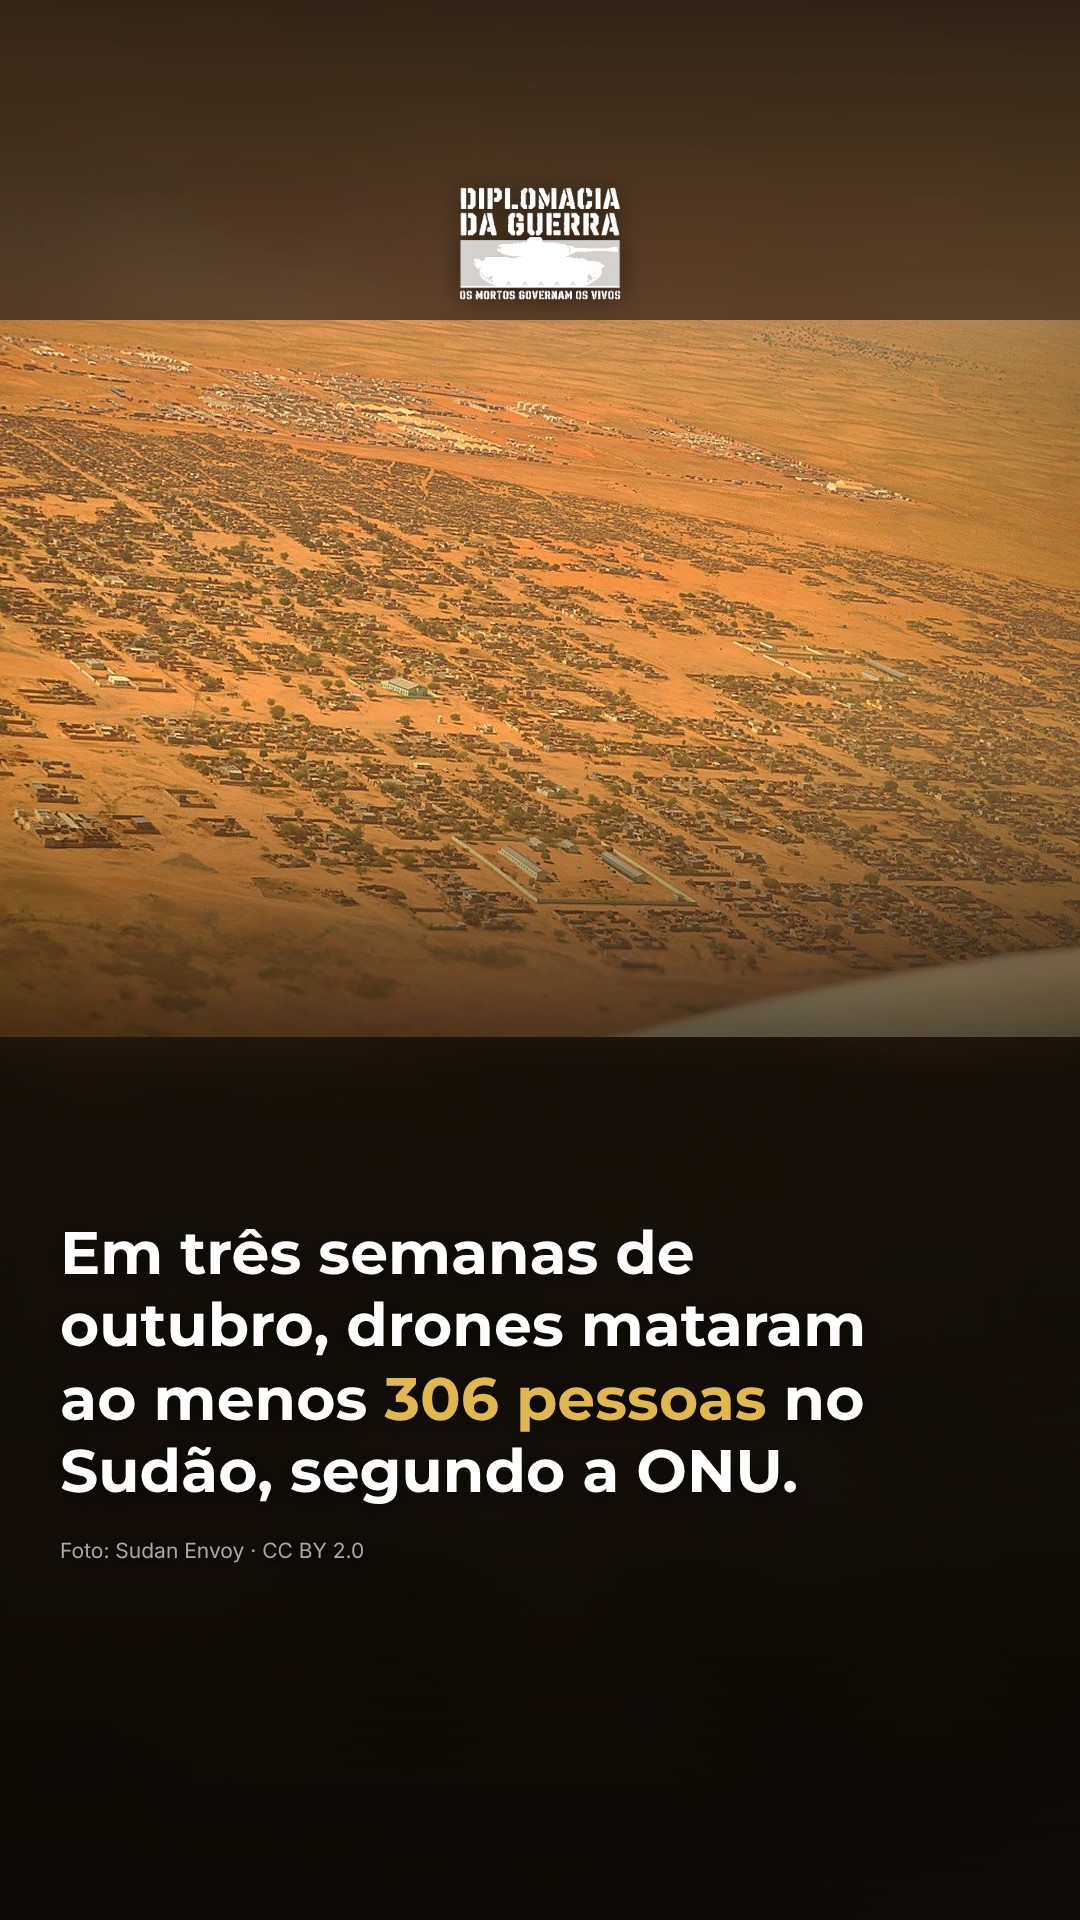 DIPLOMACIA
DA GUERRA
OS MORTOS GOVERNAM OS VIVOS
Em três semanas de
outubro, drones mataram
ao menos 306 pessoas no
Sudão, segundo a ONU.
Foto: Sudan Envoy · CC BY 2.0